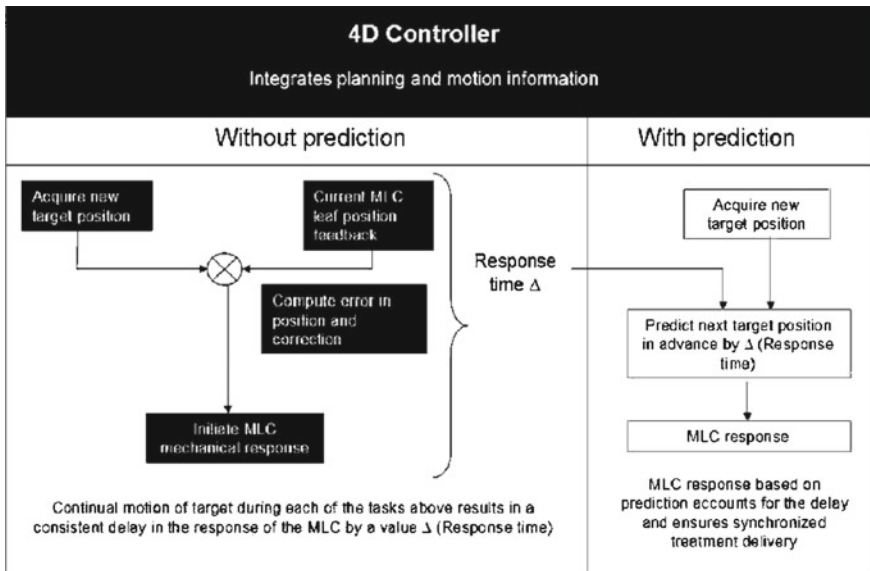 4D Controller
Integrates planning and motion information
Without prediction
With prediction
Acquire new
target position
Current MLC
leaf position
feedback
Compute error in
position and
correction
Initiate MLC
mechanical response
Response
time Δ
Continual motion of target during each of the tasks above results in a
consistent delay in the response of the MLC by a value Δ (Response time)
Acquire new
target position
Predict next target position
in advance by Δ (Response
time)
MLC response
MLC response based on
prediction accounts for the delay
and ensures synchronized
treatment delivery